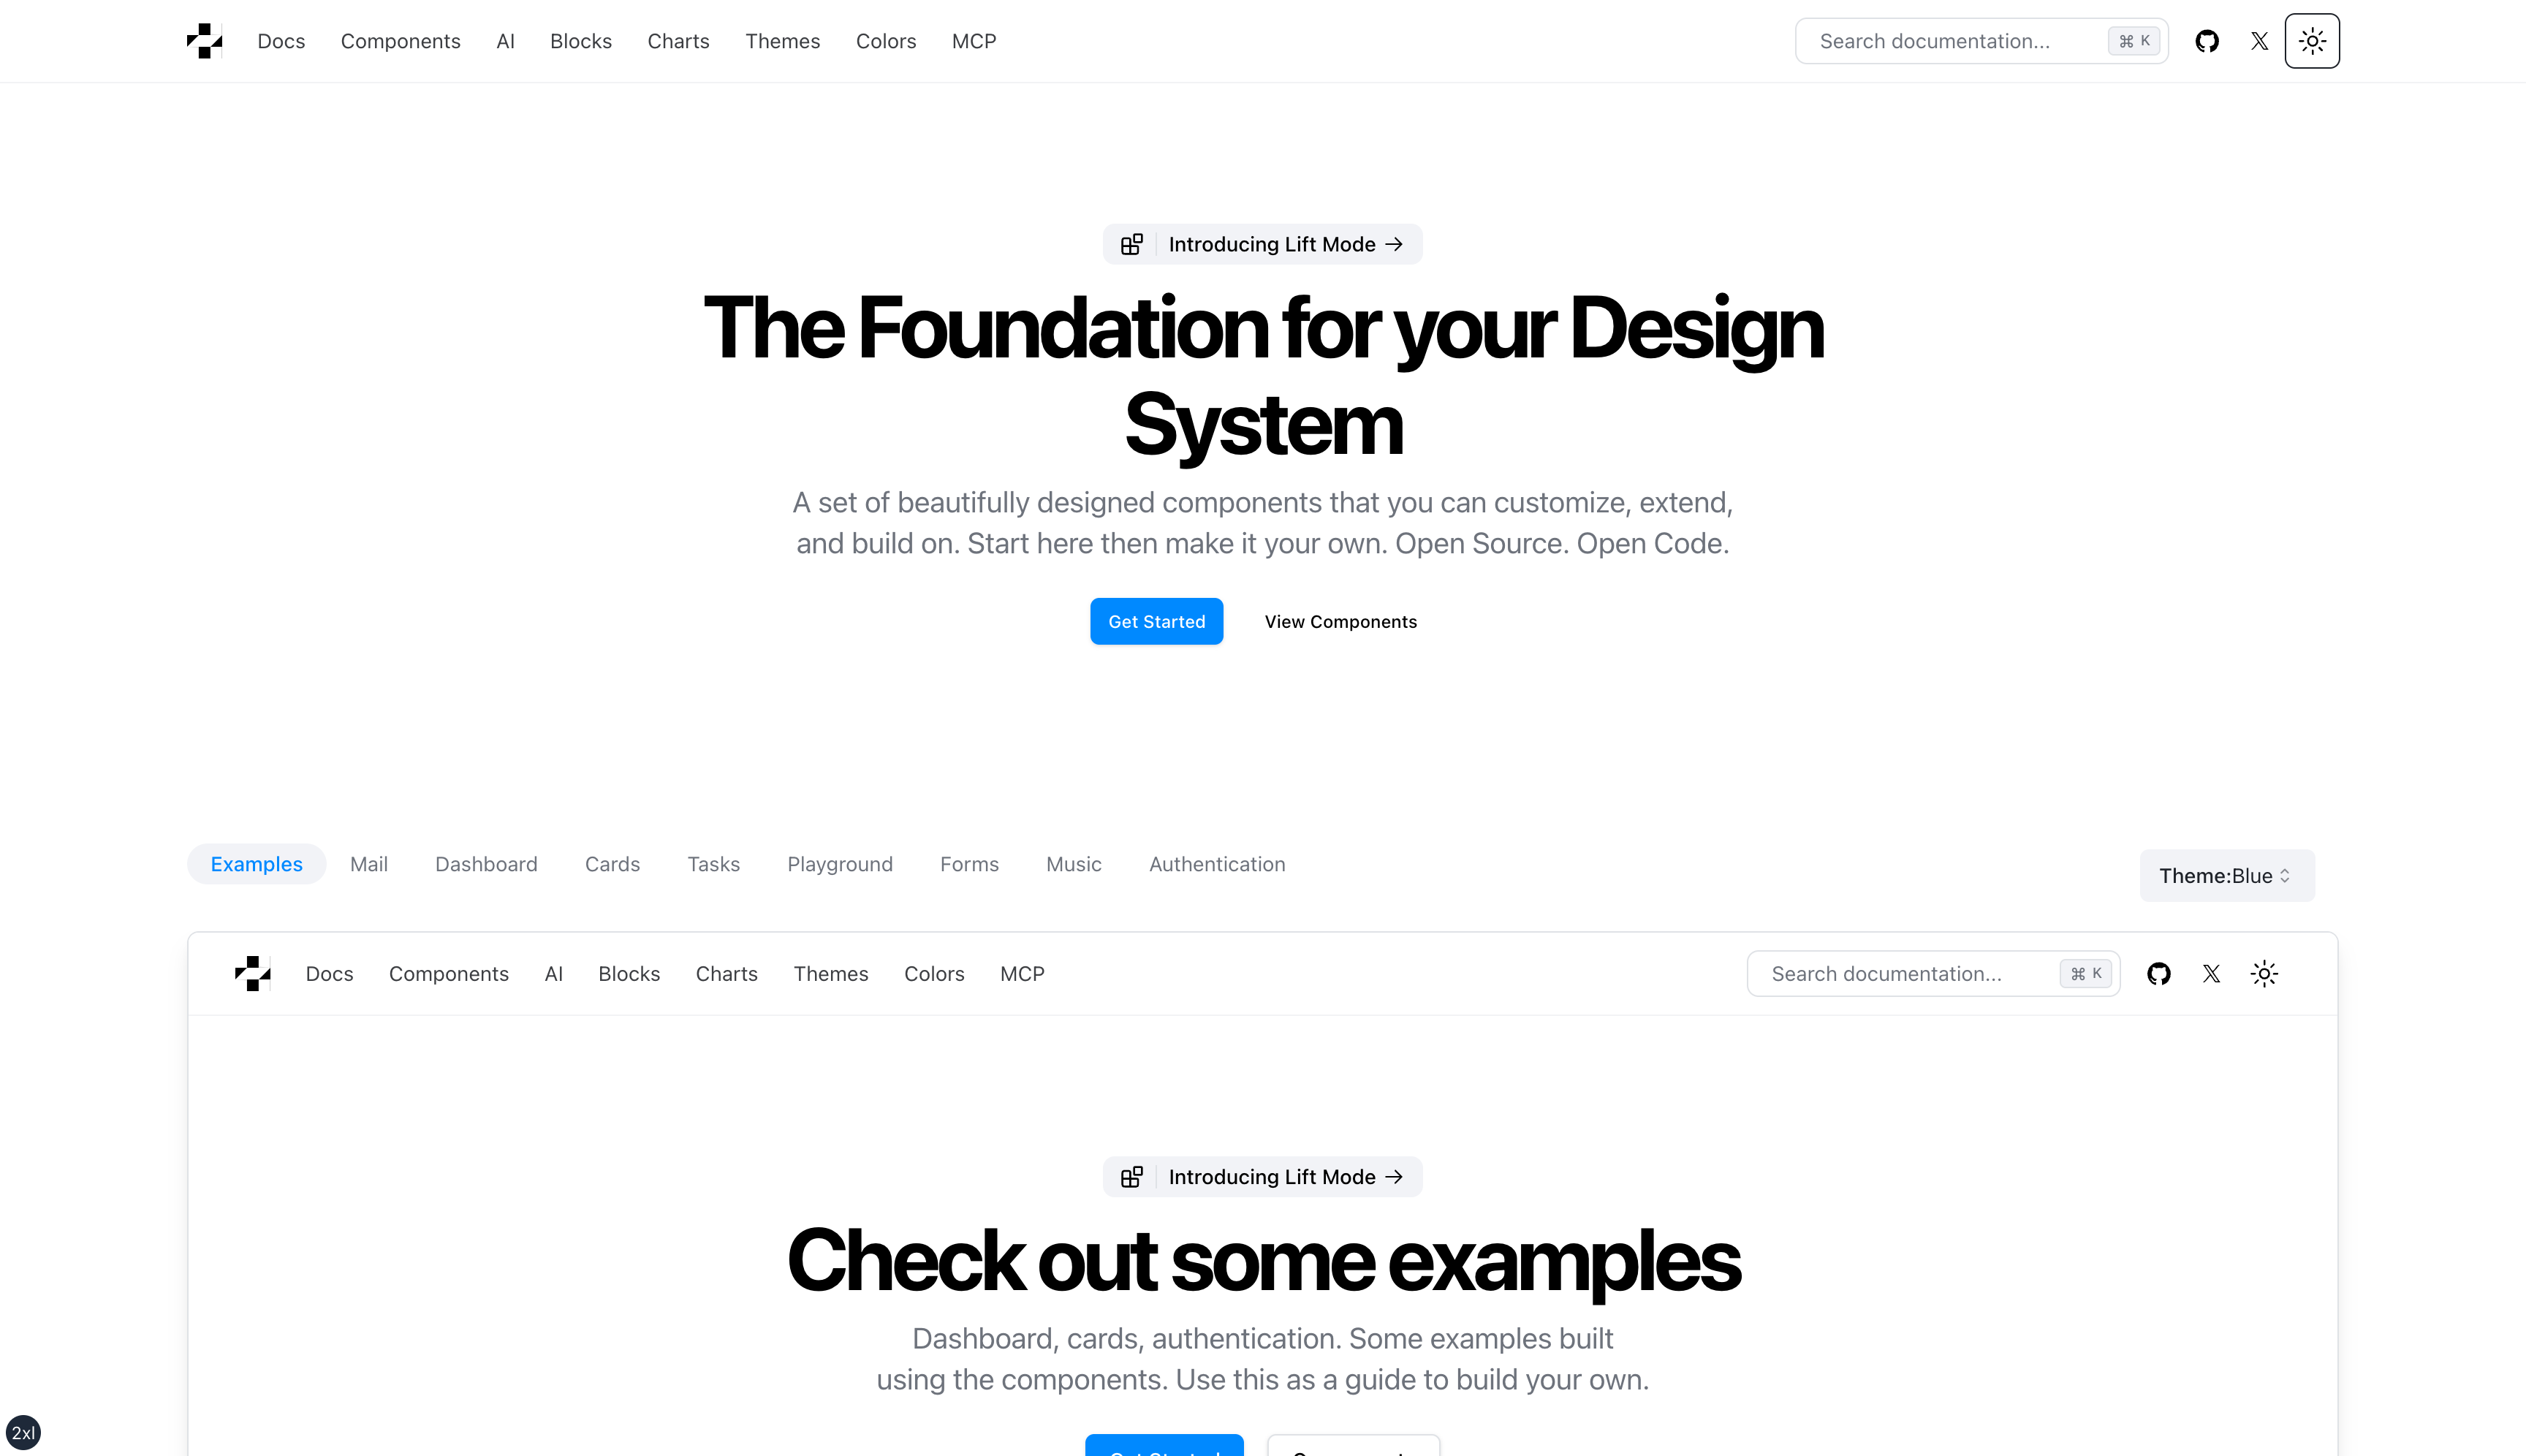 Docs Components AI Blocks Charts Themes Colors MCP Search documentation... ⌘ K
Introducing Lift Mode →
The Foundation for your Design
System
A set of beautifully designed components that you can customize, extend,
and build on. Start here then make it your own. Open Source. Open Code.
Get Started View Components
Examples Mail Dashboard Cards Tasks Playground Forms Music Authentication Theme:Blue
Docs Components AI Blocks Charts Themes Colors MCP Search documentation... ⌘ K
Introducing Lift Mode →
Check out some examples
Dashboard, cards, authentication. Some examples built
using the components. Use this as a guide to build your own.
2xl